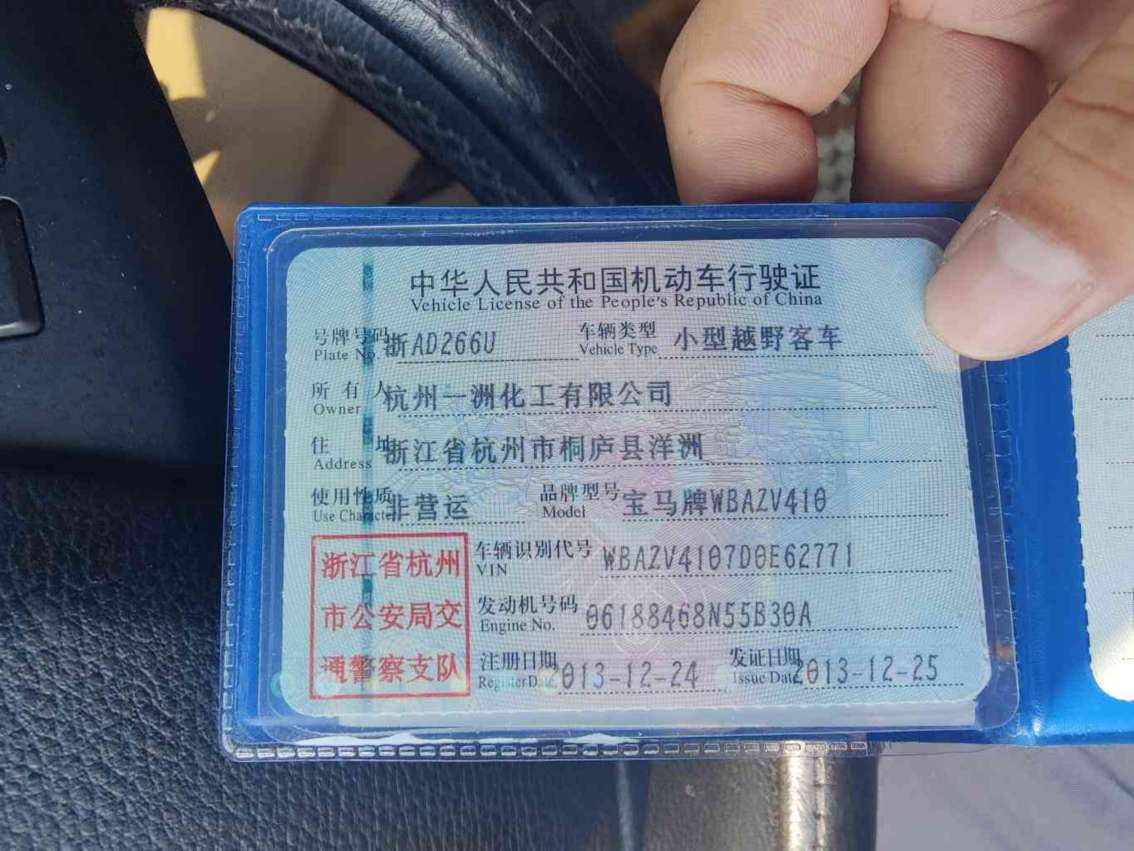 中华人民共和国机动车行驶证
Vehicle License of the People's Republic of China
号牌号码 浙AD266U 车辆类型 小型越野客车
Plate No. Vehicle Type
所有人 杭州一洲化工有限公司
Owner
住址 浙江省杭州市桐庐县洋洲
Address
使用性质 非营运 品牌型号 宝马牌WBAZV410
Use Character Model
浙江省杭州
市公安局交
通警察支队
车辆识别代号 WBAZV4107D0E62771
VIN
发动机号码 06188468N55B30A
Engine No.
注册日期 2013-12-24 发证日期 2013-12-25
Register Date Issue Date